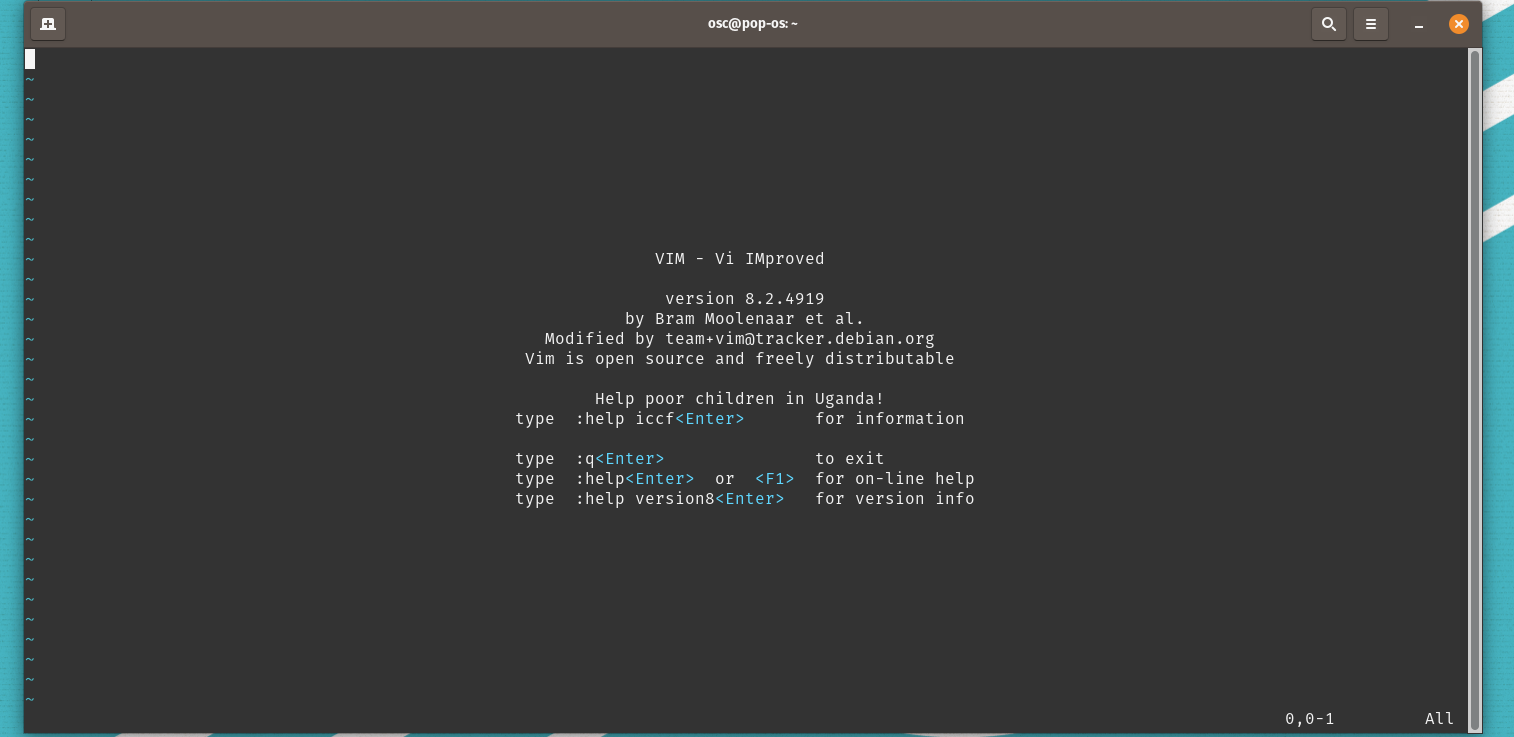 osc@pop-os: ~
~
~
~
~
~
~
~
~
~
~ VIM - Vi IMproved
~
~ version 8.2.4919
~ by Bram Moolenaar et al.
~ Modified by team+vim@tracker.debian.org
~ Vim is open source and freely distributable
~
~ Help poor children in Uganda!
~ type  :help iccf<Enter>       for information
~
~ type  :q<Enter>               to exit
~ type  :help<Enter>  or  <F1>  for on-line help
~ type  :help version8<Enter>   for version info
~
~
~
~
~
~
~
~
~
~
0,0-1         All